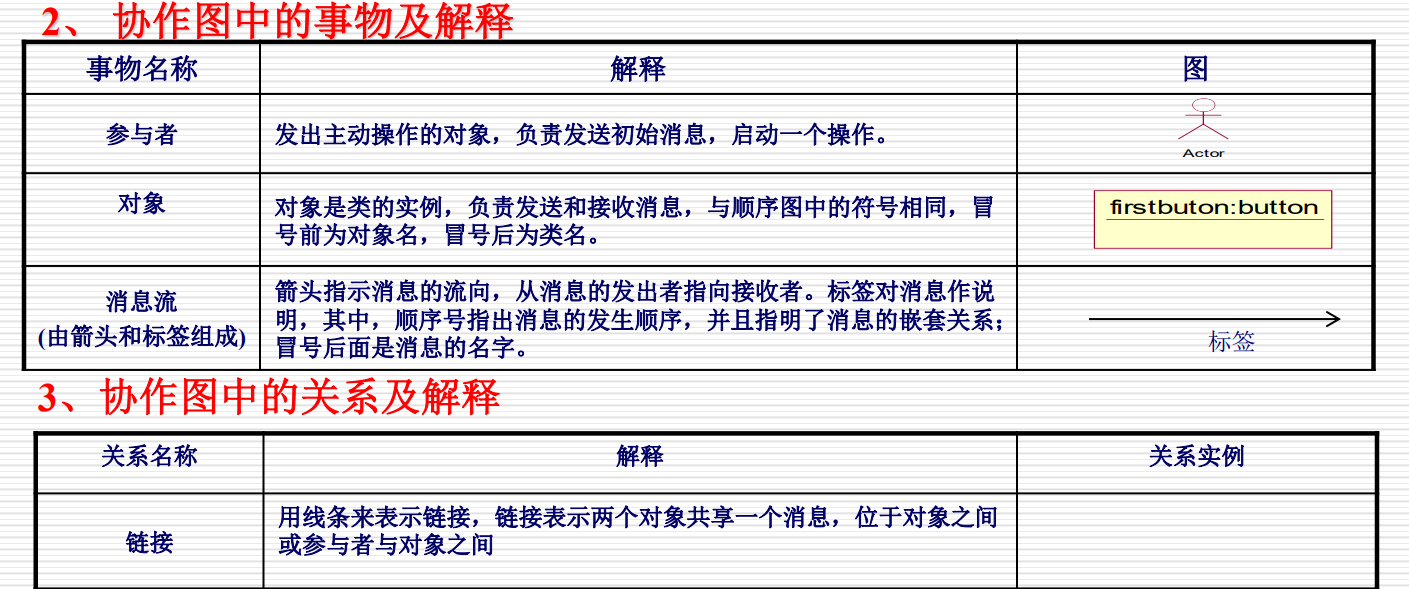 2、 协作图中的事物及解释
事物名称
解释
图
参与者
发出主动操作的对象，负责发送初始消息，启动一个操作。
Actor
对象
对象是类的实例，负责发送和接收消息，与顺序图中的符号相同，冒
号前为对象名，冒号后为类名。
firstbuton:button
消息流
(由箭头和标签组成)
箭头指示消息的流向，从消息的发出者指向接收者。标签对消息作说
明，其中，顺序号指出消息的发生顺序，并且指明了消息的嵌套关系；
冒号后面是消息的名字。
标签
3、协作图中的关系及解释
关系名称
解释
关系实例
链接
用线条来表示链接，链接表示两个对象共享一个消息，位于对象之间
或参与者与对象之间